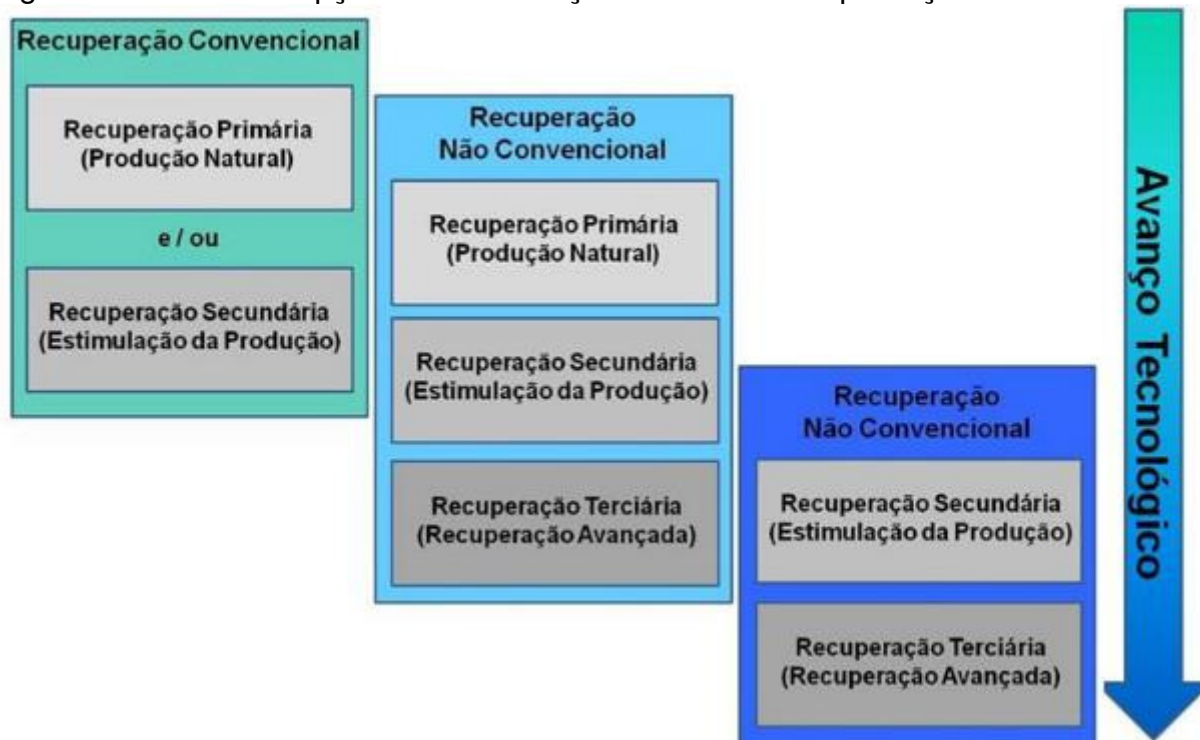 Recuperação Convencional
Recuperação Primária
(Produção Natural)
e / ou
Recuperação Secundária
(Estimulação da Produção)
Recuperação
Não Convencional
Recuperação Primária
(Produção Natural)
Recuperação Secundária
(Estimulação da Produção)
Recuperação Terciária
(Recuperação Avançada)
Recuperação
Não Convencional
Recuperação Secundária
(Estimulação da Produção)
Recuperação Terciária
(Recuperação Avançada)
Avanço Tecnológico